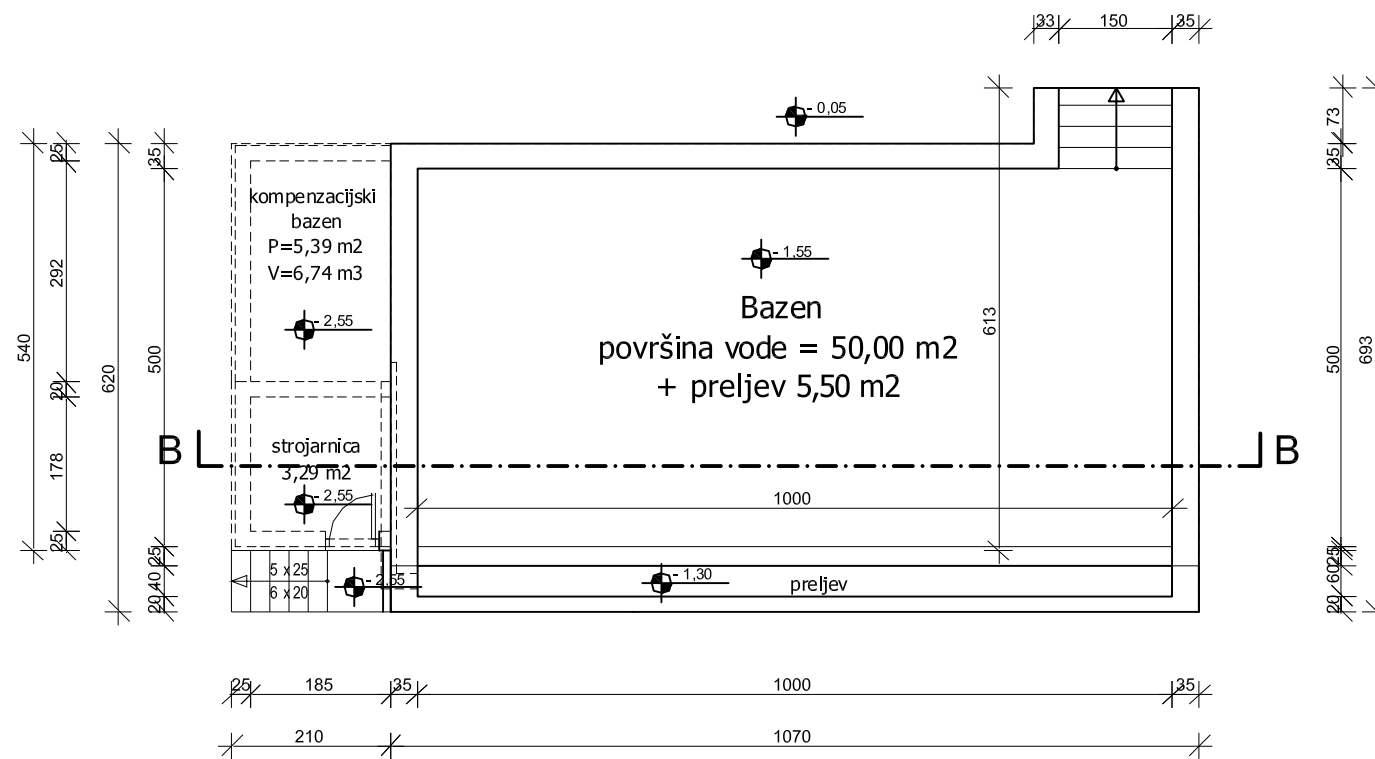 33 150 35
- 0,05
73
35
25
35
kompenzacijski
bazen
P=5,39 m2
V=6,74 m3
- 1,55
Bazen
površina vode = 50,00 m2
+ preljev 5,50 m2
- 2,55
292
540
620
500
613
500
693
20
B
B
strojarnica
3,29 m2
178
- 2,55
1000
25
25
25
5 x 25
6 x 20
- 2,55
- 1,30
preljev
40
20
60
20
25 185 35 1000 35
210 1070